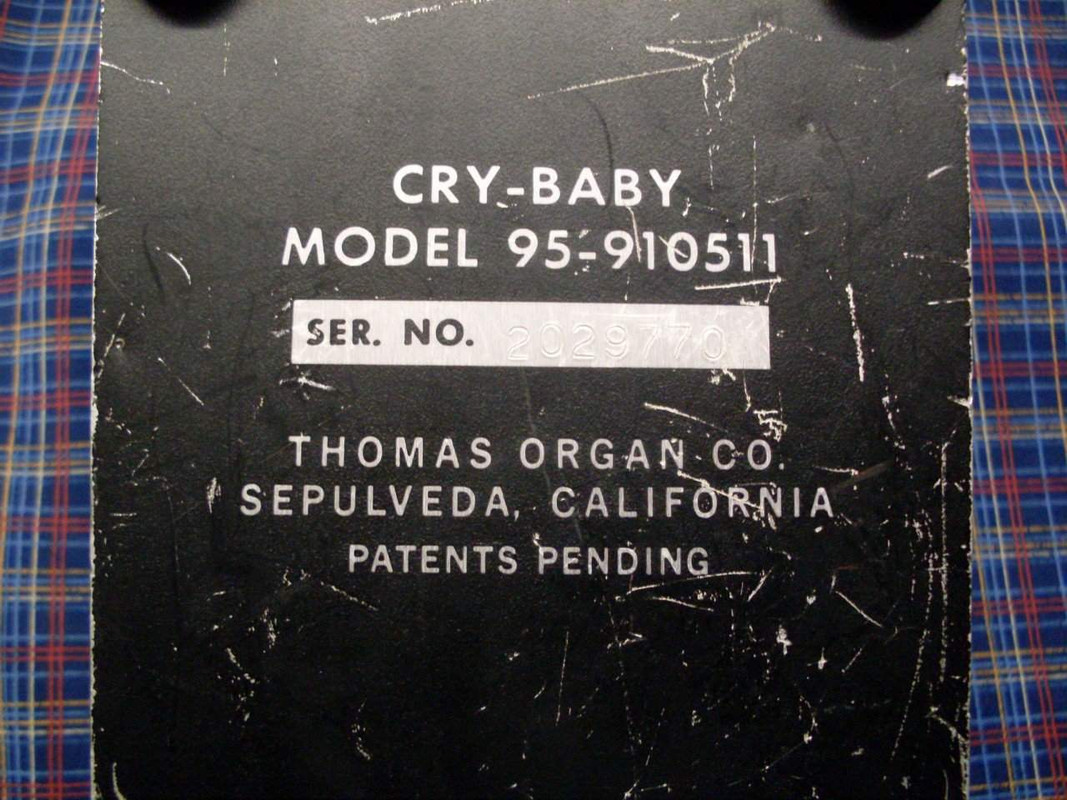 CRY-BABY
MODEL 95-910511
SER. NO. 2029770
THOMAS ORGAN CO.
SEPULVEDA, CALIFORNIA
PATENTS PENDING